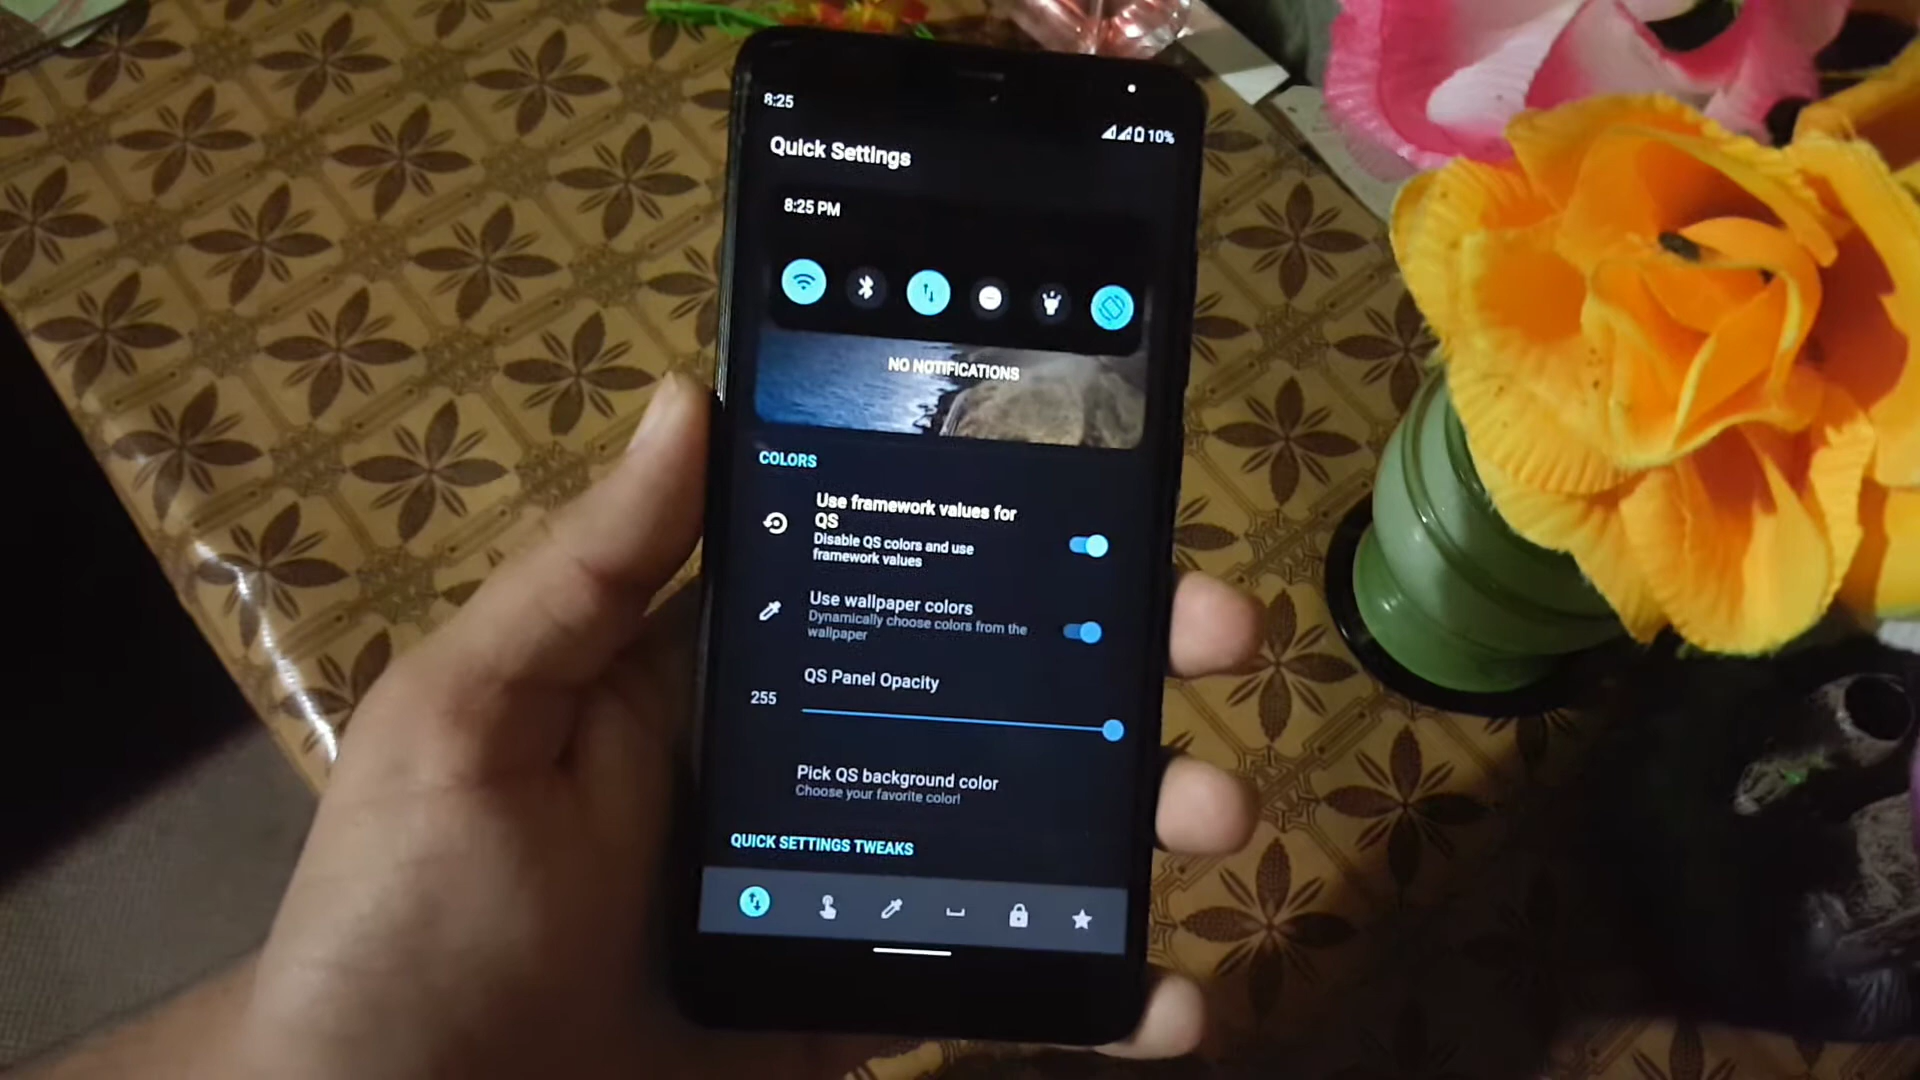 8:25
10%
Quick Settings
8:25 PM
NO NOTIFICATIONS
COLORS
Use framework values for
QS
Disable QS colors and use
framework values
Use wallpaper colors
Dynamically choose colors from the
wallpaper
QS Panel Opacity
255
Pick QS background color
Choose your favorite color!
QUICK SETTINGS TWEAKS